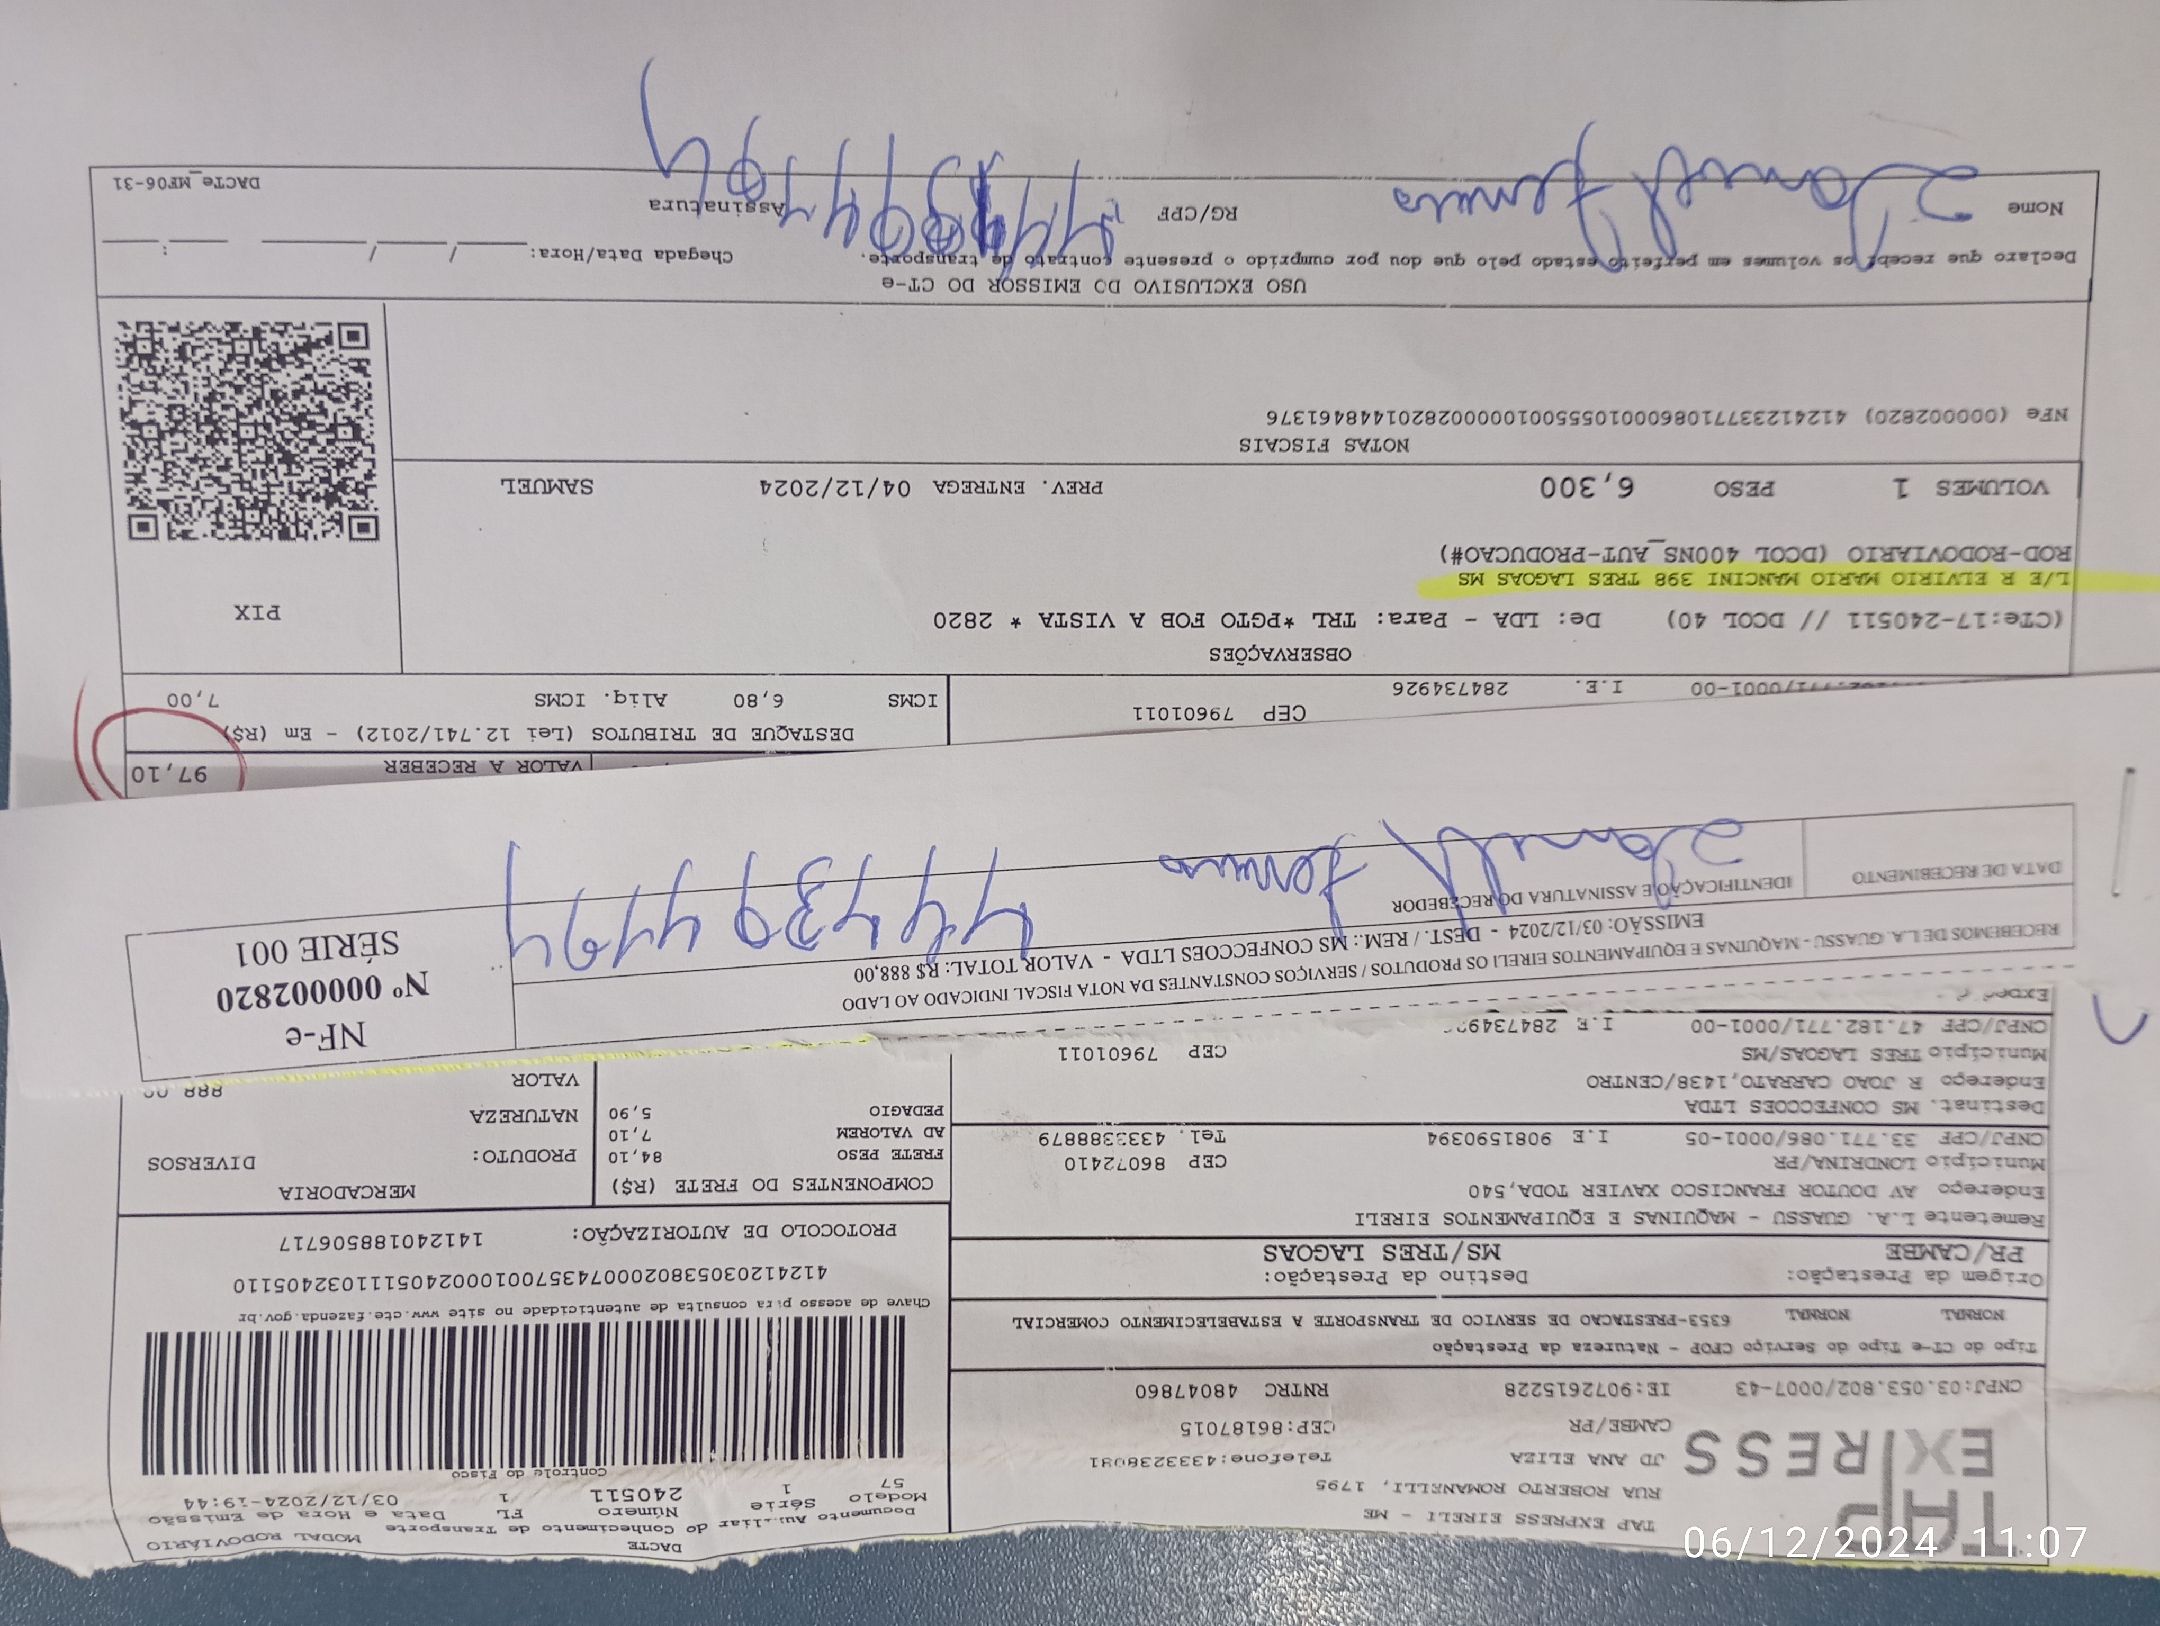 TAP
EXPRESS
TAP EXPRESS EIRELI - ME
RUA ROBERTO ROMANELLI, 1795
JD ANA ELIZA Telefone:4333238081
CAMBE/PR CEP:86187015
CNPJ:03.053.802/0007-43 IE:9072615228 RNTRC 48047860
DACTE MODAL RODOVIÁRIO
Documento Auxiliar do Conhecimento de Transporte
Modelo Série Número FL Data e Hora de Emissão
57 1 240511 1 03/12/2024-19:44
Controle do Fisco
Chave de acesso para consulta de autenticidade no site www.cte.fazenda.gov.br
41241203053802000743570010002405111032405110
PROTOCOLO DE AUTORIZAÇÃO: 141240188506717
Tipo do CT-e Tipo do Serviço CFOP - Natureza da Prestação
NORMAL NORMAL 6353-PRESTACAO DE SERVICO DE TRANSPORTE A ESTABELECIMENTO COMERCIAL
Origem da Prestação: Destino da Prestação:
PR/CAMBE MS/TRES LAGOAS
Remetente L.A. GUASSU - MAQUINAS E EQUIPAMENTOS EIRELI
Endereço AV DOUTOR FRANCISCO XAVIER TODA,540
Município LONDRINA/PR CEP 86072410
CNPJ/CPF 33.771.086/0001-05 I.E 9081590394 Tel. 4333388879
Destinat. MS CONFECCOES LTDA
Endereço R JOAO CARRATO,1438/CENTRO
Município TRES LAGOAS/MS CEP 79601011
CNPJ/CPF 47.182.771/0001-00 I.E
COMPONENTES DO FRETE (R$)
FRETE PESO 84,10
AD VALOREM 7,10
PEDAGIO 5,90
MERCADORIA
PRODUTO: DIVERSOS
NATUREZA
VALOR 888
RECEBEMOS DE L.A. GUASSU - MAQUINAS E EQUIPAMENTOS EIRELI OS PRODUTOS / SERVIÇOS CONSTANTES DA NOTA FISCAL INDICADO AO LADO
EMISSÃO: 03/12/2024 - DEST. / REM.: MS CONFECCOES LTDA - VALOR TOTAL: R$ 888,00
DATA DE RECEBIMENTO IDENTIFICAÇÃO E ASSINATURA DO RECEBEDOR
NF-e
Nº 000002820
SÉRIE 001
VALOR A RECEBER 97,10
0001-00 I.E. 284734926 CEP 79601011
DESTAQUE DE TRIBUTOS (Lei 12.741/2012) - Em (R$)
ICMS 6,80 Aliq. ICMS 7,00
OBSERVAÇÕES
(CTe:17-240511 // DCOL 40) De: LDA - Para: TRL *PGTO FOB A VISTA * 2820
L/E R ELVIRIO MARIO MANCINI 398 TRES LAGOAS MS
ROD-RODOVIARIO (DCOL 400NS_AUT-PRODUCAO#)
PIX
VOLUMES 1 PESO 6,300 PREV. ENTREGA 04/12/2024 SAMUEL
NOTAS FISCAIS
NFe (000002820) 41241233771086000105550010000028201448461376
USO EXCLUSIVO DO EMISSOR DO CT-e
Declaro que recebi os volumes em perfeito estado pelo que dou por cumprido o presente contrato de transporte. Chegada Data/Hora: / / :
Nome RG/CPF Assinatura
DACTe_MF06-31
06/12/2024 11:07